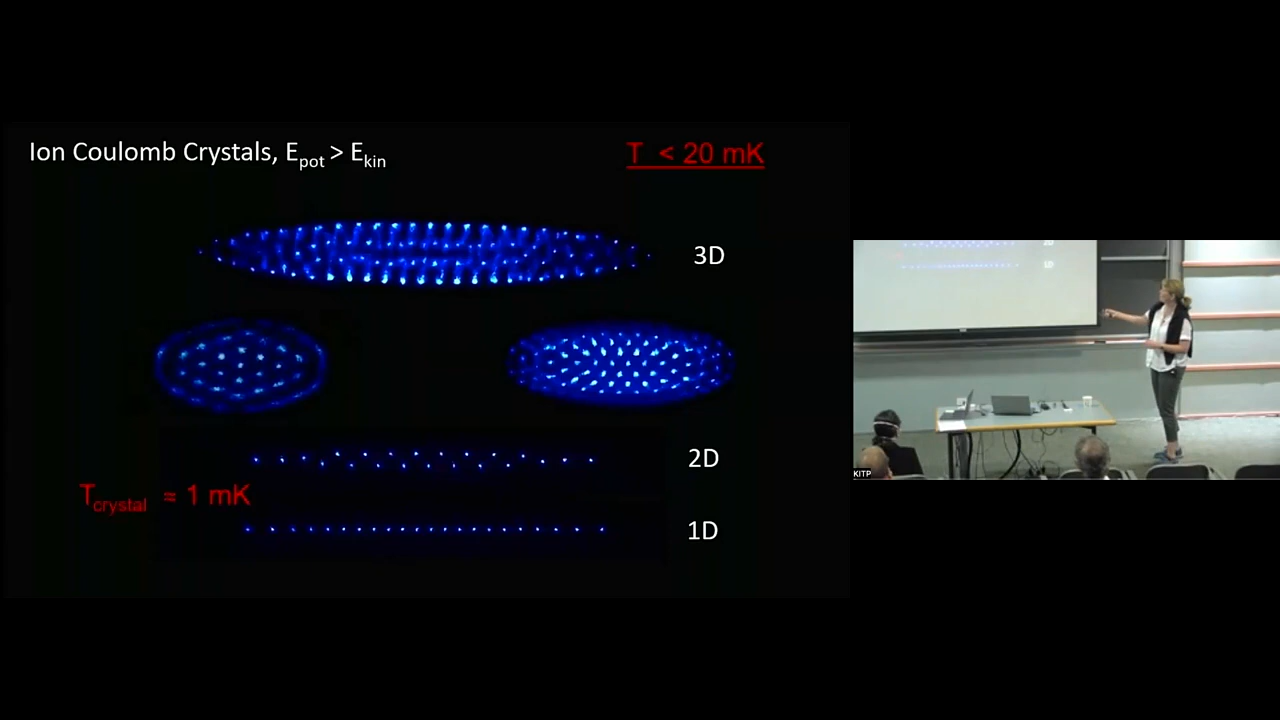 Ion Coulomb Crystals, Epot > Ekin
T < 20 mK
3D
2D
Tcrystal ≈ 1 mK
1D
KITP